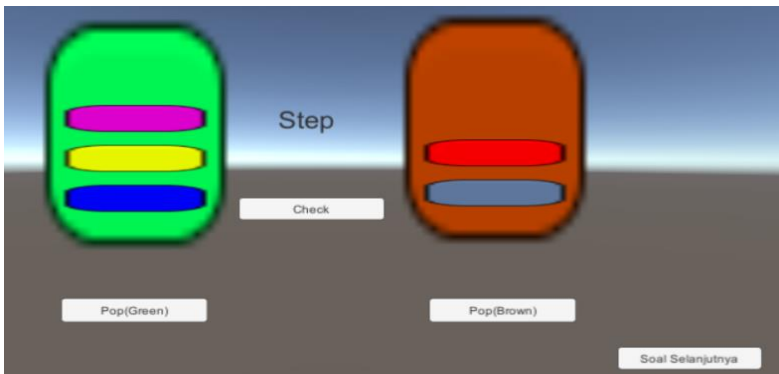 Step
Check
Pop(Green)
Pop(Brown)
Soal Selanjutnya